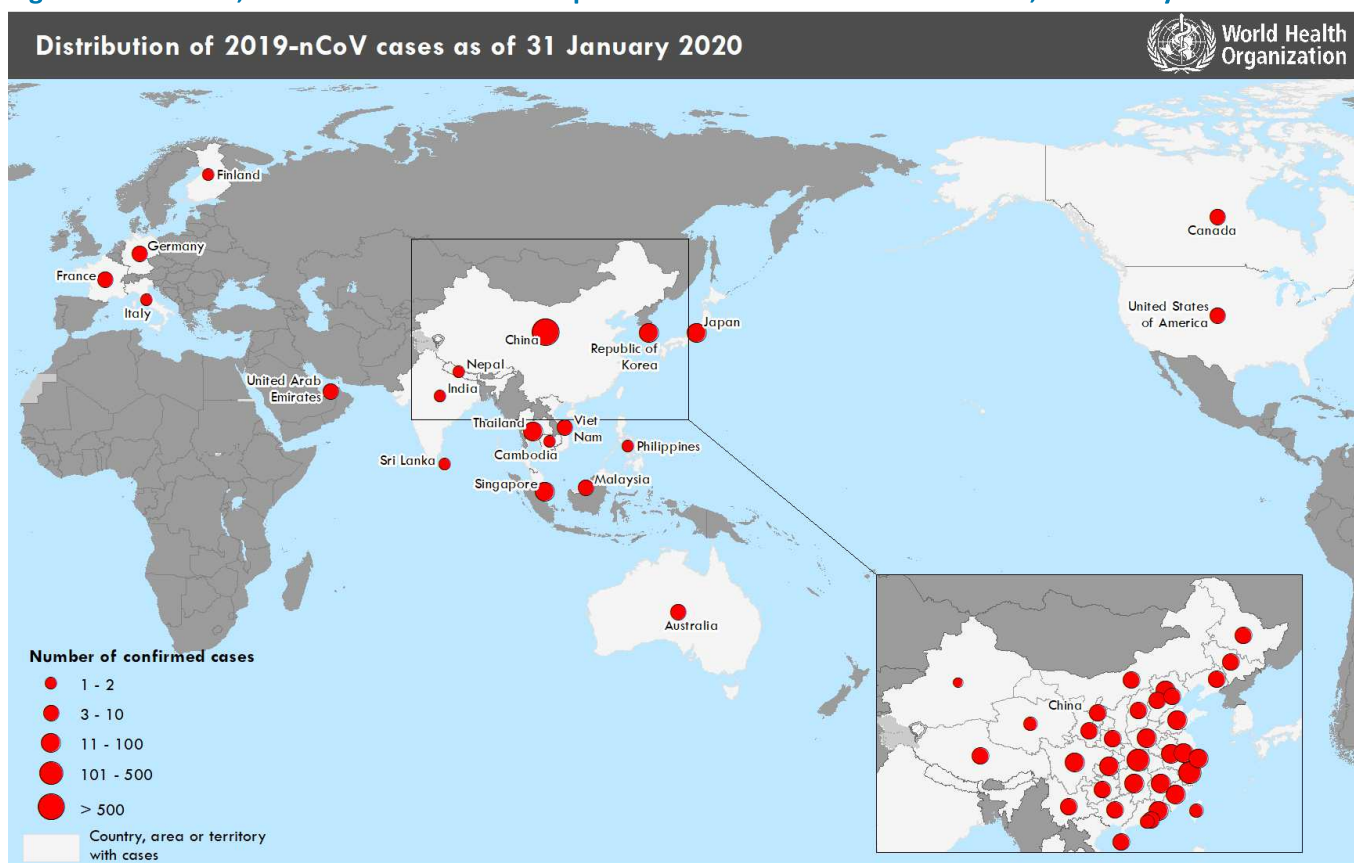 Distribution of 2019-nCoV cases as of 31 January 2020
World Health
Organization
Finland
Germany
France
Italy
Canada
United States
of America
China
Republic of
Korea
Japan
Nepal
India
United Arab
Emirates
Thailand
Viet
Nam
Cambodia
Philippines
Sri Lanka
Singapore
Malaysia
Australia
China
Number of confirmed cases
1 - 2
3 - 10
11 - 100
101 - 500
> 500
Country, area or territory
with cases